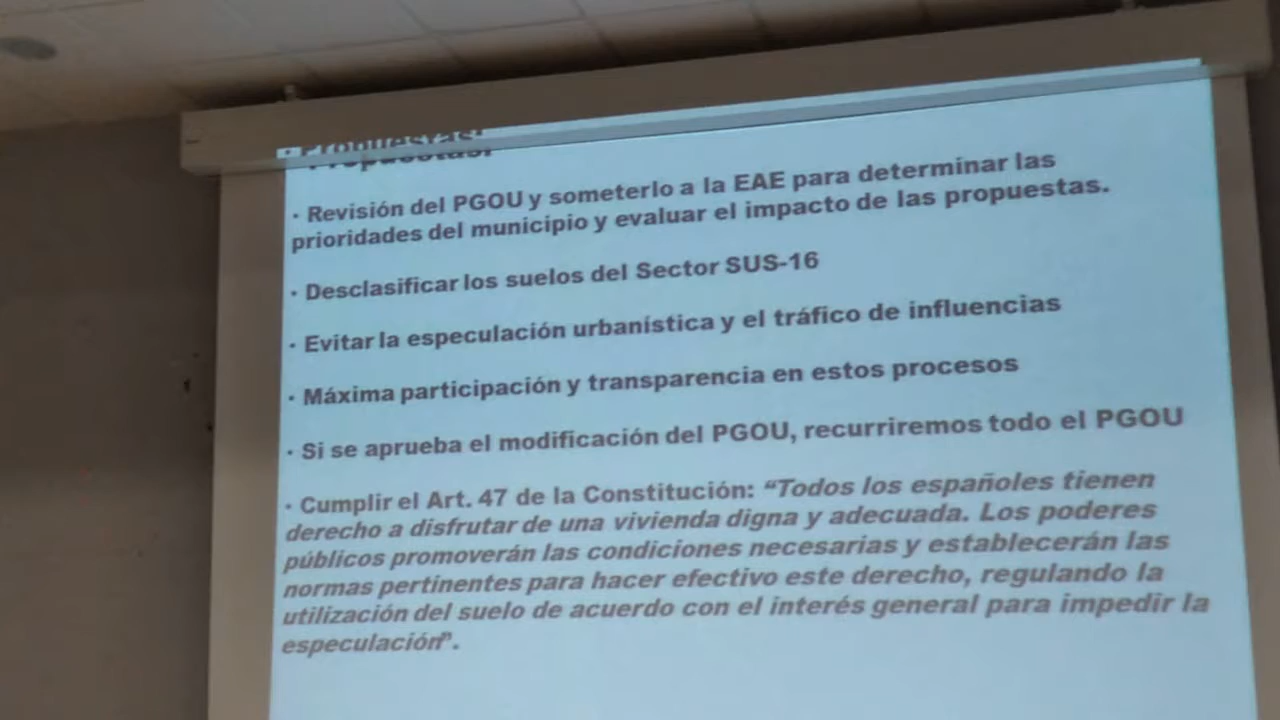 · Propuestas:
· Revisión del PGOU y someterlo a la EAE para determinar las
prioridades del municipio y evaluar el impacto de las propuestas.
· Desclasificar los suelos del Sector SUS-16
· Evitar la especulación urbanística y el tráfico de influencias
· Máxima participación y transparencia en estos procesos
· Si se aprueba el modificación del PGOU, recurriremos todo el PGOU
· Cumplir el Art. 47 de la Constitución: “Todos los españoles tienen
derecho a disfrutar de una vivienda digna y adecuada. Los poderes
públicos promoverán las condiciones necesarias y establecerán las
normas pertinentes para hacer efectivo este derecho, regulando la
utilización del suelo de acuerdo con el interés general para impedir la
especulación”.